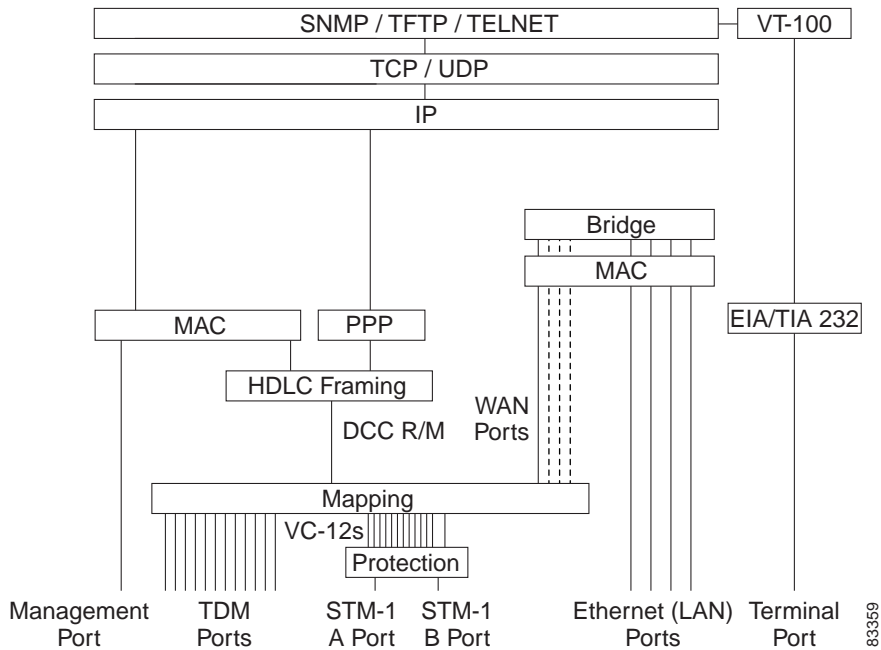 SNMP / TFTP / TELNET
VT-100
TCP / UDP
IP
Bridge
MAC
MAC
PPP
EIA/TIA 232
HDLC Framing
WAN
Ports
DCC R/M
Mapping
VC-12s
Protection
Management
Port
TDM
Ports
STM-1
A Port
STM-1
B Port
Ethernet (LAN)
Ports
Terminal
Port
83359